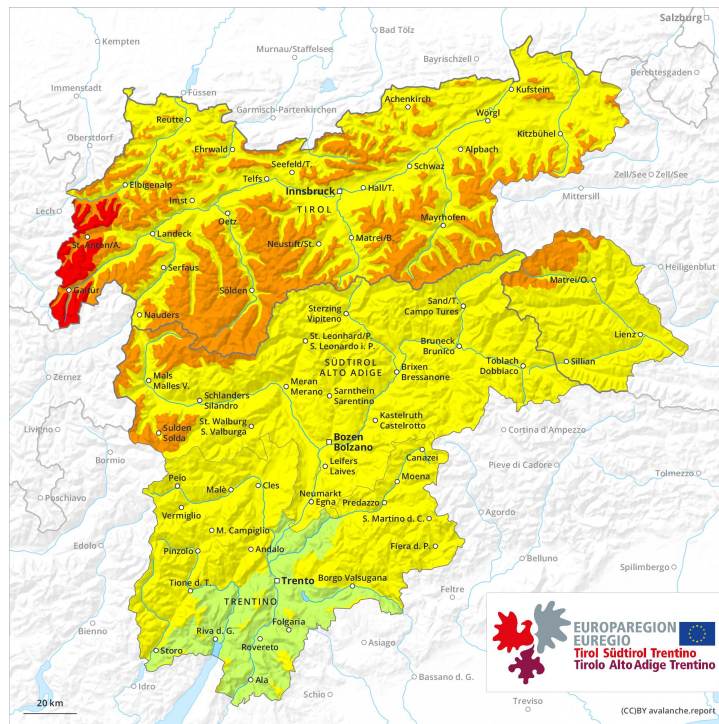 Salzburg
Bad Tölz
Kempten
Murnau/Staffelsee
Bayrischzell
Berchtesgaden
Immenstadt
Füssen
Garmisch-Partenkirchen
Achenkirch
Kufstein
Reutte
Wörgl
Oberstdorf
Ehrwald
Kitzbühel
Seefeld/T.
Alpbach
Schwaz
Telfs
Zell/See
Zell/See
Elbigenalp
Innsbruck
Hall/T.
Mittersill
Imst
Lech
TIROL
Oetz
Mayrhofen
Landeck
St. Anton/A.
Neustift/St.
Matrei/B.
Serfaus
Heiligenblut
Matrei/O.
Galtür
Sölden
Nauders
Sand/T.
Campo Tures
Sterzing
Vipiteno
Lienz
St. Leonhard/P.
S. Leonardo i. P.
Bruneck
Brunico
Sillian
Toblach
Dobbiaco
SÜDTIROL
ALTO ADIGE
Brixen
Bressanone
Zernez
Mals
Malles V.
Meran
Merano
Schlanders
Silandro
Sarnthein
Sarentino
Kastelruth
Castelrotto
Livigno
Sulden
Solda
St. Walburg
S. Valburga
Cortina d'Ampezzo
Bozen
Bolzano
Bormio
Canazei
Pieve di Cadore
Leifers
Laives
Tolmezzo
Peio
Moena
Poschiavo
Malè
Cles
Neumarkt
Egna
Predazzo
Vermiglio
Agordo
S. Martino d. C.
M. Campiglio
Edolo
Pinzolo
Andalo
Fiera d. P.
Belluno
Spilimbergo
Trento
Tione d. T.
Borgo Valsugana
Feltre
TRENTINO
Folgaria
Bienno
Riva d. G.
Rovereto
Asiago
Storo
Ala
Bassano d. G.
Idro
Schio
Treviso
EUROPAREGION
EUREGIO
Tirol Südtirol Trentino
Tirolo Alto Adige Trentino
20 km
(CC)BY avalanche.report